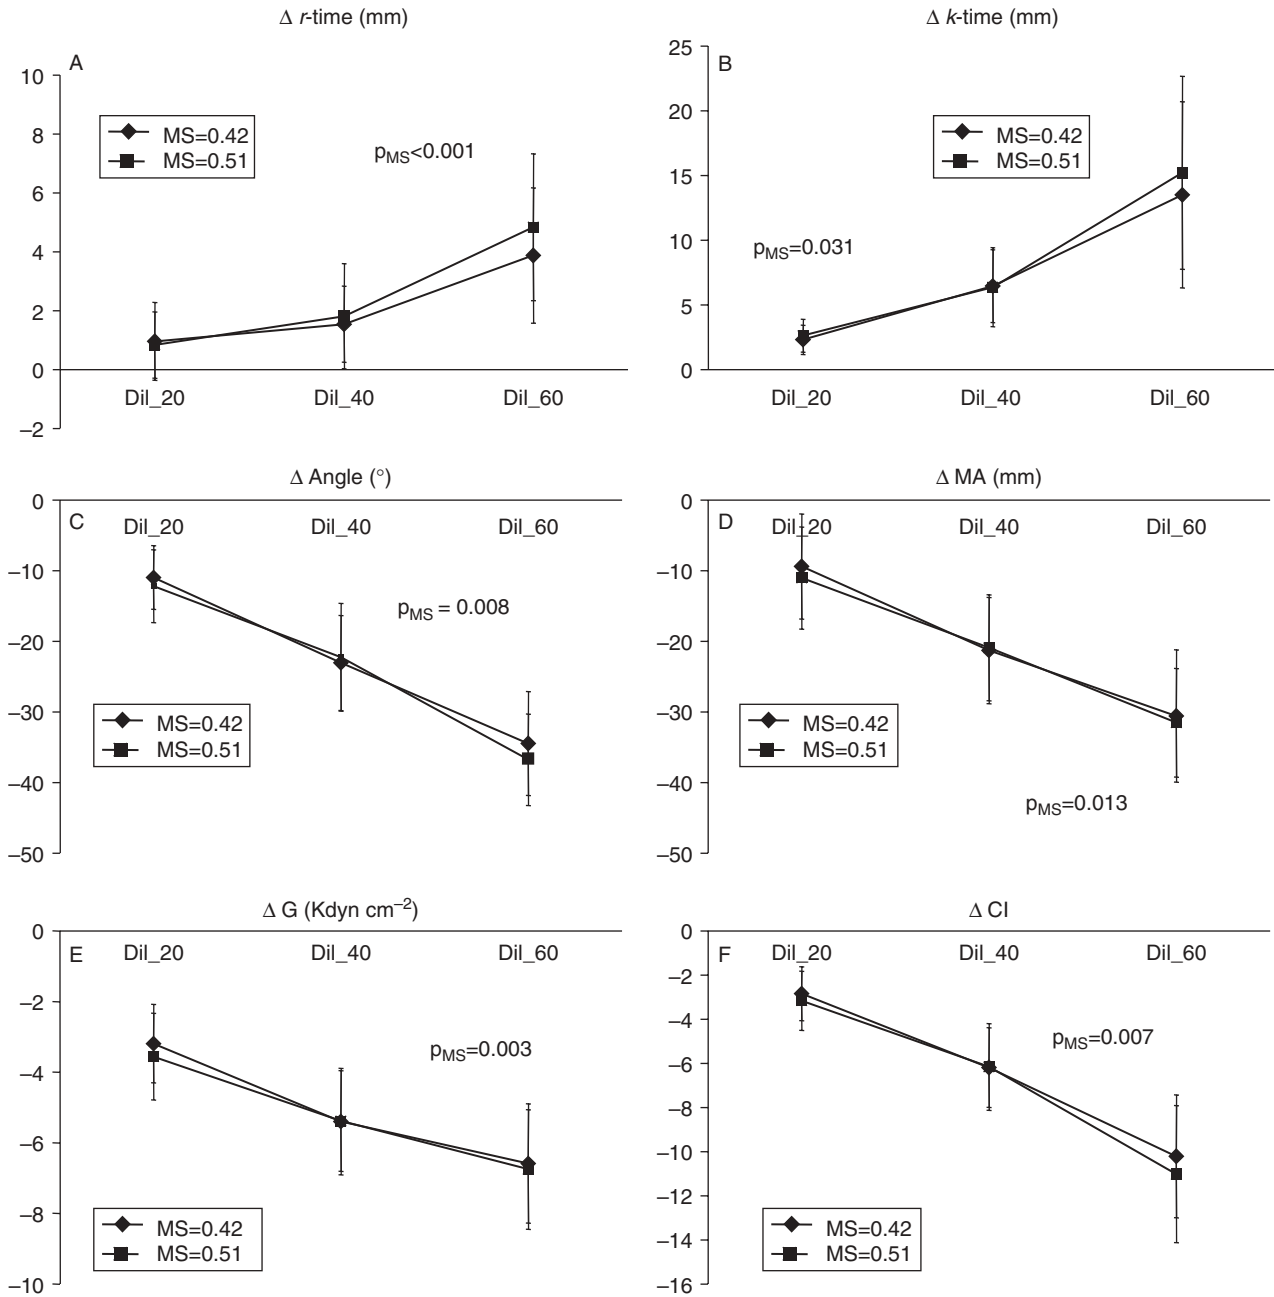 Δ r-time (mm)
A
10
8
6
4
2
0
–2
MS=0.42
MS=0.51
pMS<0.001
Dil_20 Dil_40 Dil_60
Δ k-time (mm)
B
25
20
15
10
5
0
MS=0.42
MS=0.51
pMS=0.031
Dil_20 Dil_40 Dil_60
Δ Angle (°)
0
–10
–20
–30
–40
–50
C
Dil_20 Dil_40 Dil_60
pMS = 0.008
MS=0.42
MS=0.51
Δ MA (mm)
0
–10
–20
–30
–40
–50
D
Dil_20 Dil_40 Dil_60
MS=0.42
MS=0.51
pMS=0.013
Δ G (Kdyn cm–2)
0
–2
–4
–6
–8
–10
E
Dil_20 Dil_40 Dil_60
pMS=0.003
MS=0.42
MS=0.51
Δ CI
0
–2
–4
–6
–8
–10
–12
–14
–16
F
Dil_20 Dil_40 Dil_60
pMS=0.007
MS=0.42
MS=0.51